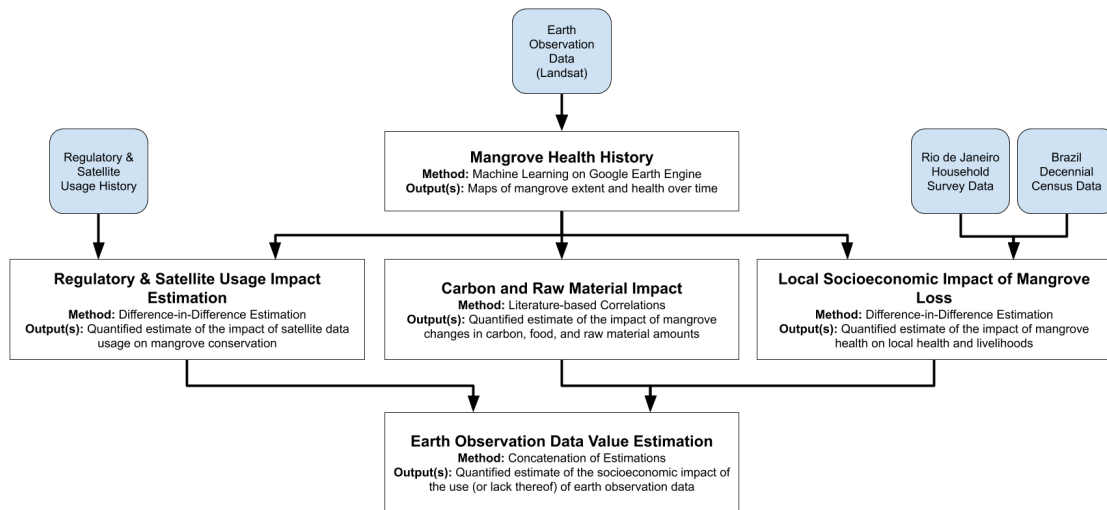 Earth
Observation
Data
(Landsat)
Regulatory &
Satellite
Usage History
Mangrove Health History
Method: Machine Learning on Google Earth Engine
Output(s): Maps of mangrove extent and health over time
Rio de Janeiro
Household
Survey Data
Brazil
Decennial
Census Data
Regulatory & Satellite Usage Impact
Estimation
Method: Difference-in-Difference Estimation
Output(s): Quantified estimate of the impact of satellite data
usage on mangrove conservation
Carbon and Raw Material Impact
Method: Literature-based Correlations
Output(s): Quantified estimate of the impact of mangrove
changes in carbon, food, and raw material amounts
Local Socioeconomic Impact of Mangrove
Loss
Method: Difference-in-Difference Estimation
Output(s): Quantified estimate of the impact of mangrove
health on local health and livelihoods
Earth Observation Data Value Estimation
Method: Concatenation of Estimations
Output(s): Quantified estimate of the socioeconomic impact of
the use (or lack thereof) of earth observation data